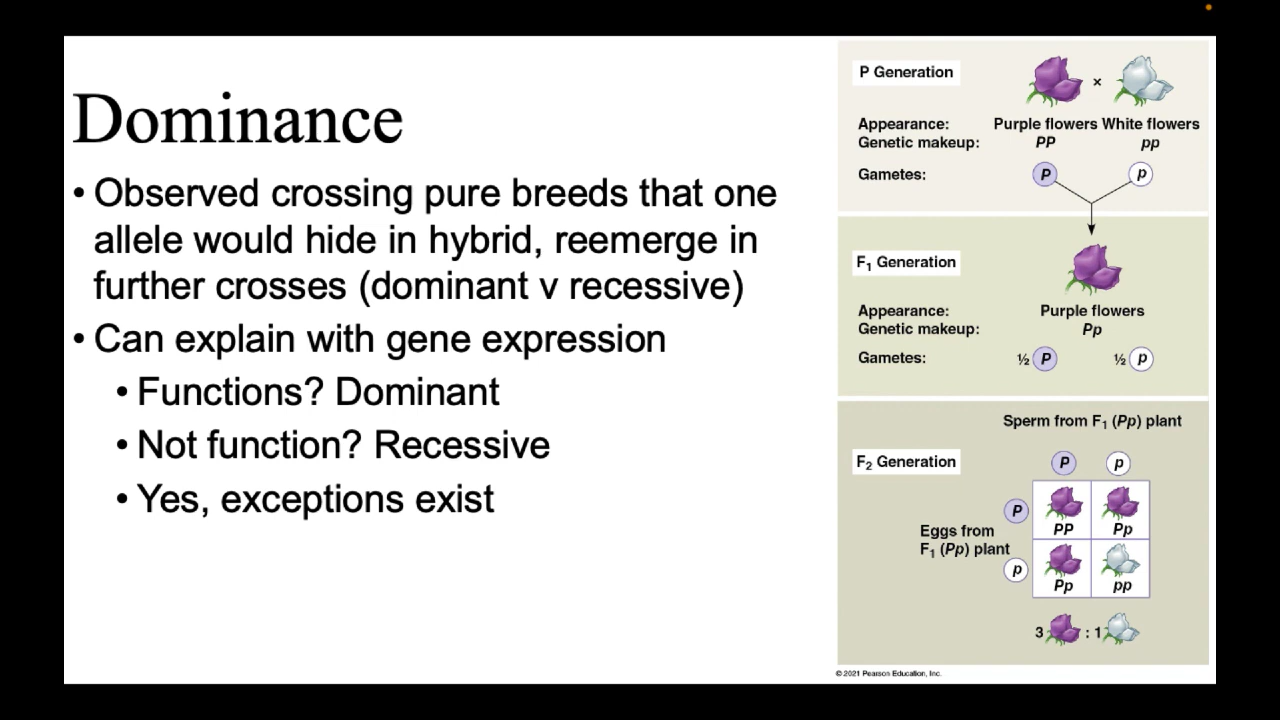 Dominance
• Observed crossing pure breeds that one
allele would hide in hybrid, reemerge in
further crosses (dominant v recessive)
• Can explain with gene expression
• Functions? Dominant
• Not function? Recessive
• Yes, exceptions exist
P Generation
×
Appearance: Purple flowers White flowers
Genetic makeup: PP pp
Gametes: P p
F₁ Generation
Appearance: Purple flowers
Genetic makeup: Pp
Gametes: ½ P ½ p
Sperm from F₁ (Pp) plant
F₂ Generation P p
P
PP Pp
Eggs from
F₁ (Pp) plant
p
Pp pp
3 : 1
© 2021 Pearson Education, Inc.